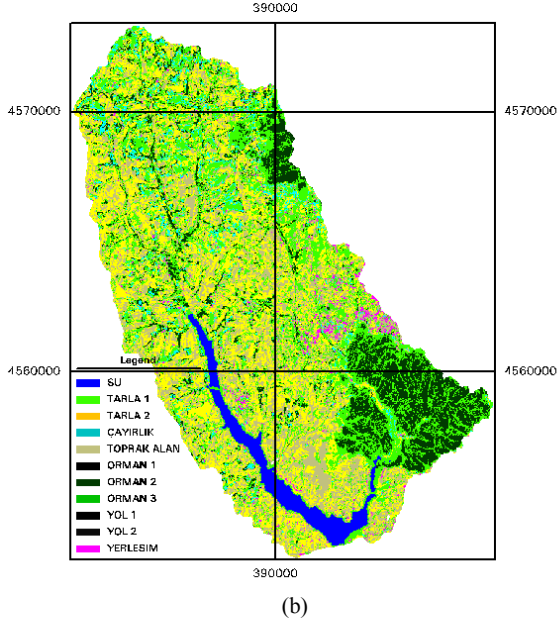 390000
4570000 4570000
4560000 4560000
Legend
SU
TARLA 1
TARLA 2
ÇAYIRLIK
TOPRAK ALAN
ORMAN 1
ORMAN 2
ORMAN 3
YOL 1
YOL 2
YERLESIM
390000
(b)